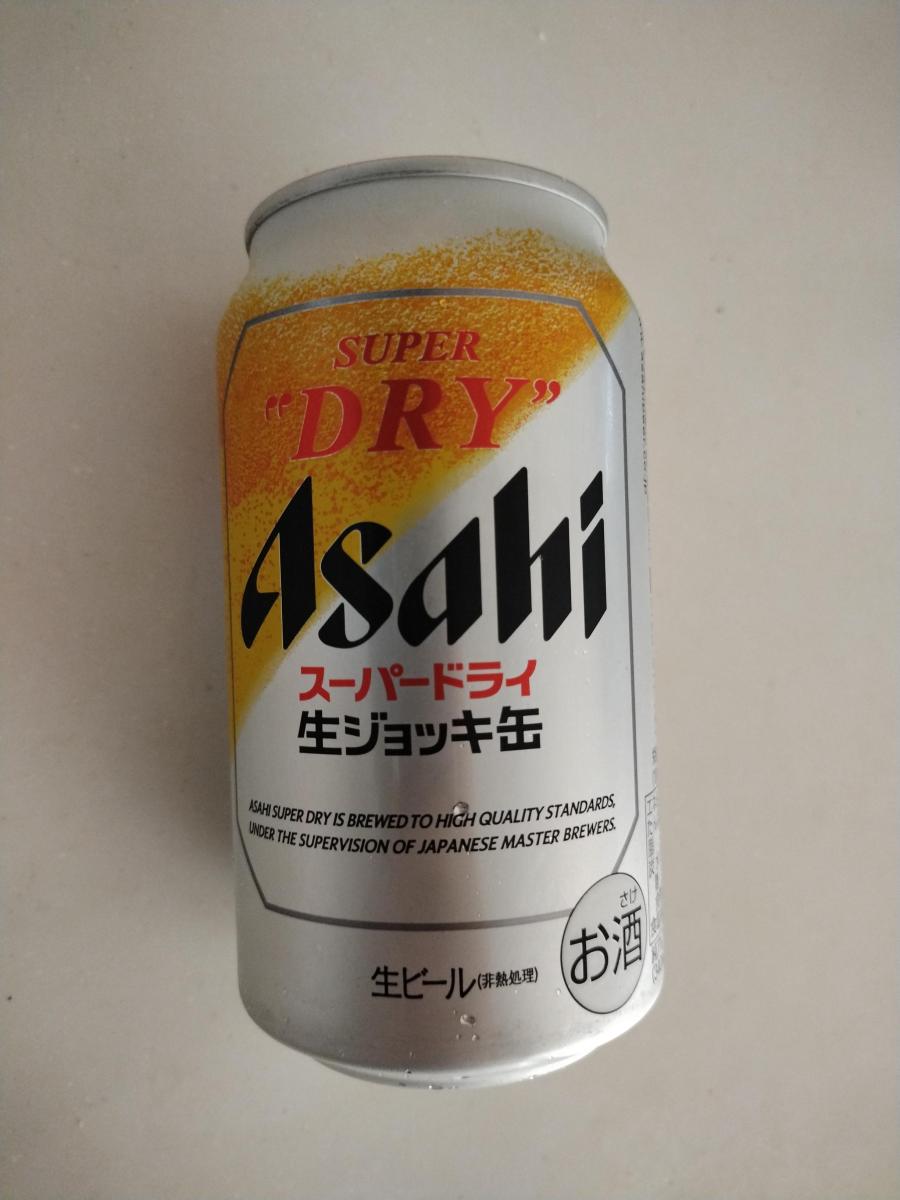 SUPER
"DRY"
Asahi
スーパードライ
生ジョッキ缶
ASAHI SUPER DRY IS BREWED TO HIGH QUALITY STANDARDS,
UNDER THE SUPERVISION OF JAPANESE MASTER BREWERS.
さけ
お酒
生ビール(非熱処理)